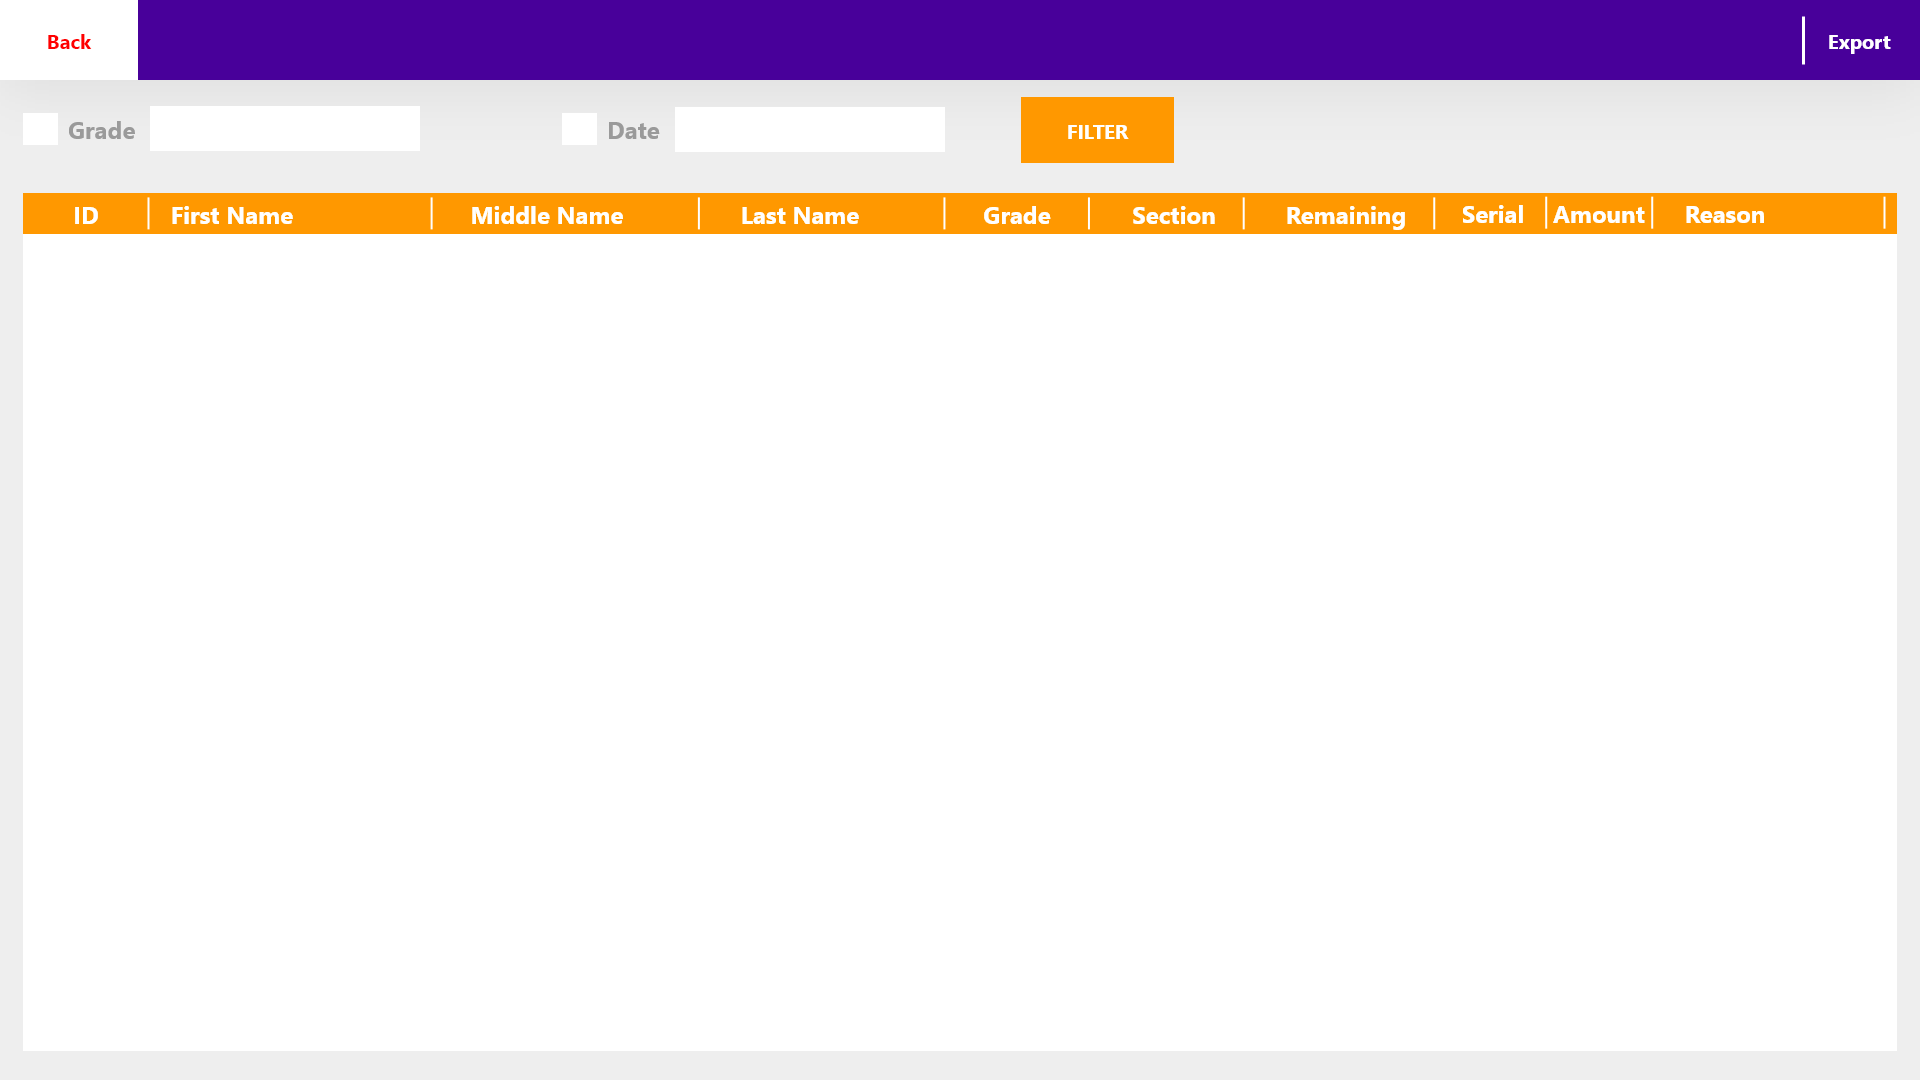 Back Export
Grade Date FILTER
ID First Name Middle Name Last Name Grade Section Remaining Serial Amount Reason